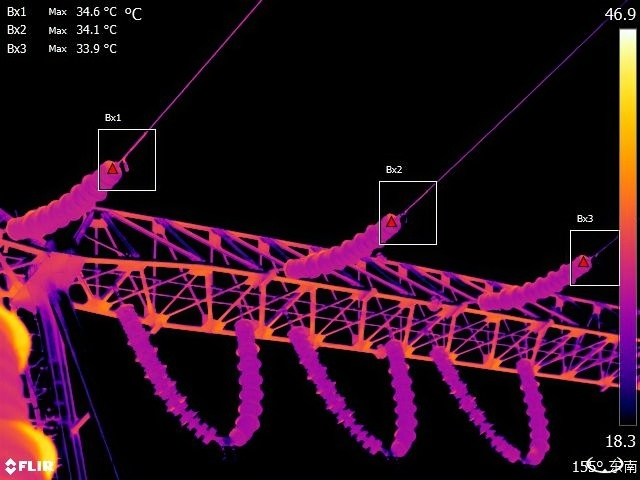 Bx1 Max 34.6 °C °C
Bx2 Max 34.1 °C
Bx3 Max 33.9 °C
46.9
Bx1
Bx2
Bx3
18.3
FLIR
155° 东南